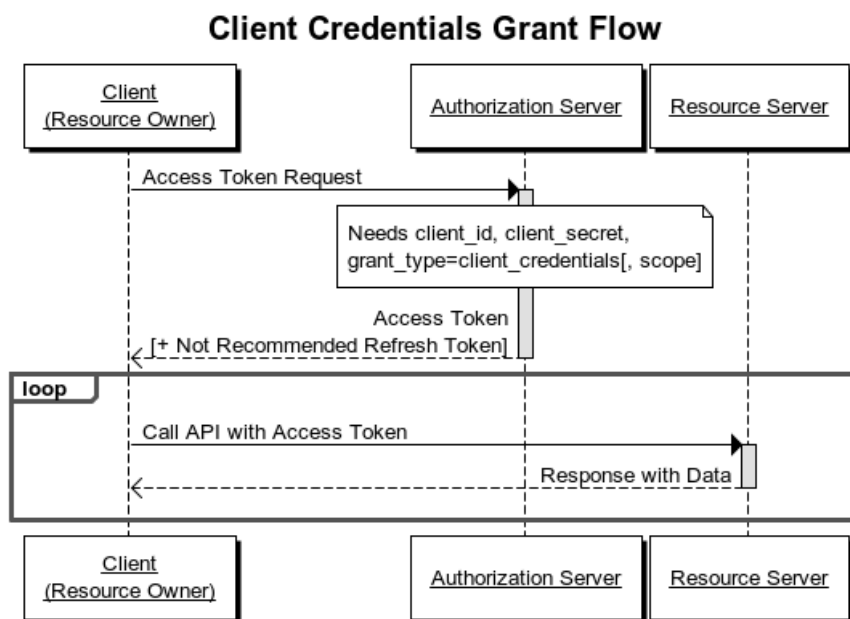 Client Credentials Grant Flow
Client
(Resource Owner)
Authorization Server
Resource Server
Access Token Request
Needs client_id, client_secret,
grant_type=client_credentials[, scope]
Access Token
[+ Not Recommended Refresh Token]
loop
Call API with Access Token
Response with Data
Client
(Resource Owner)
Authorization Server
Resource Server